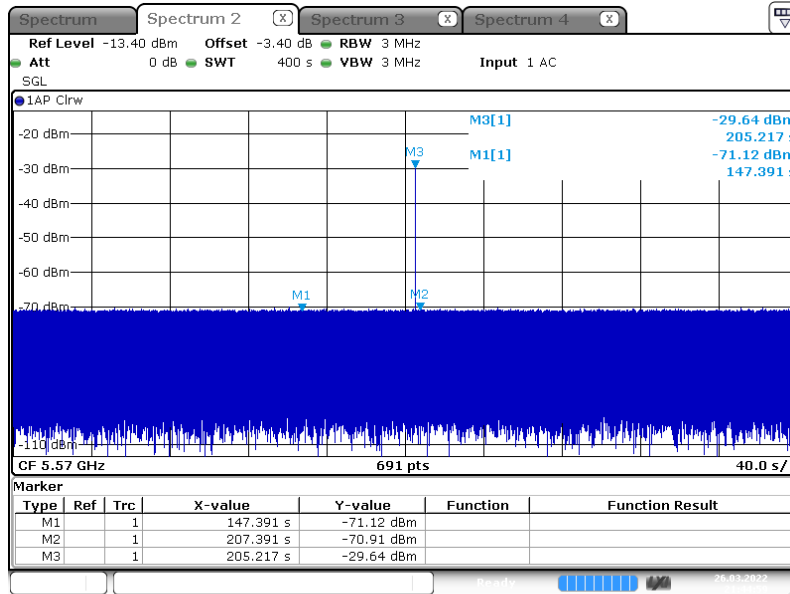 Spectrum Spectrum 2 X Spectrum 3 X Spectrum 4 X
Ref Level -13.40 dBm Offset -3.40 dB RBW 3 MHz
Att 0 dB SWT 400 s VBW 3 MHz Input 1 AC
SGL
1AP Clrw
M3[1] -29.64 dBm
205.217 s
M1[1] -71.12 dBm
147.391 s
-20 dBm
M3
-30 dBm
-40 dBm
-50 dBm
-60 dBm
M1 M2
-70 dBm
-110 dBm
CF 5.57 GHz 691 pts 40.0 s/
Marker
Type Ref Trc X-value Y-value Function Function Result
M1 1 147.391 s -71.12 dBm
M2 1 207.391 s -70.91 dBm
M3 1 205.217 s -29.64 dBm
Ready 26.03.2022